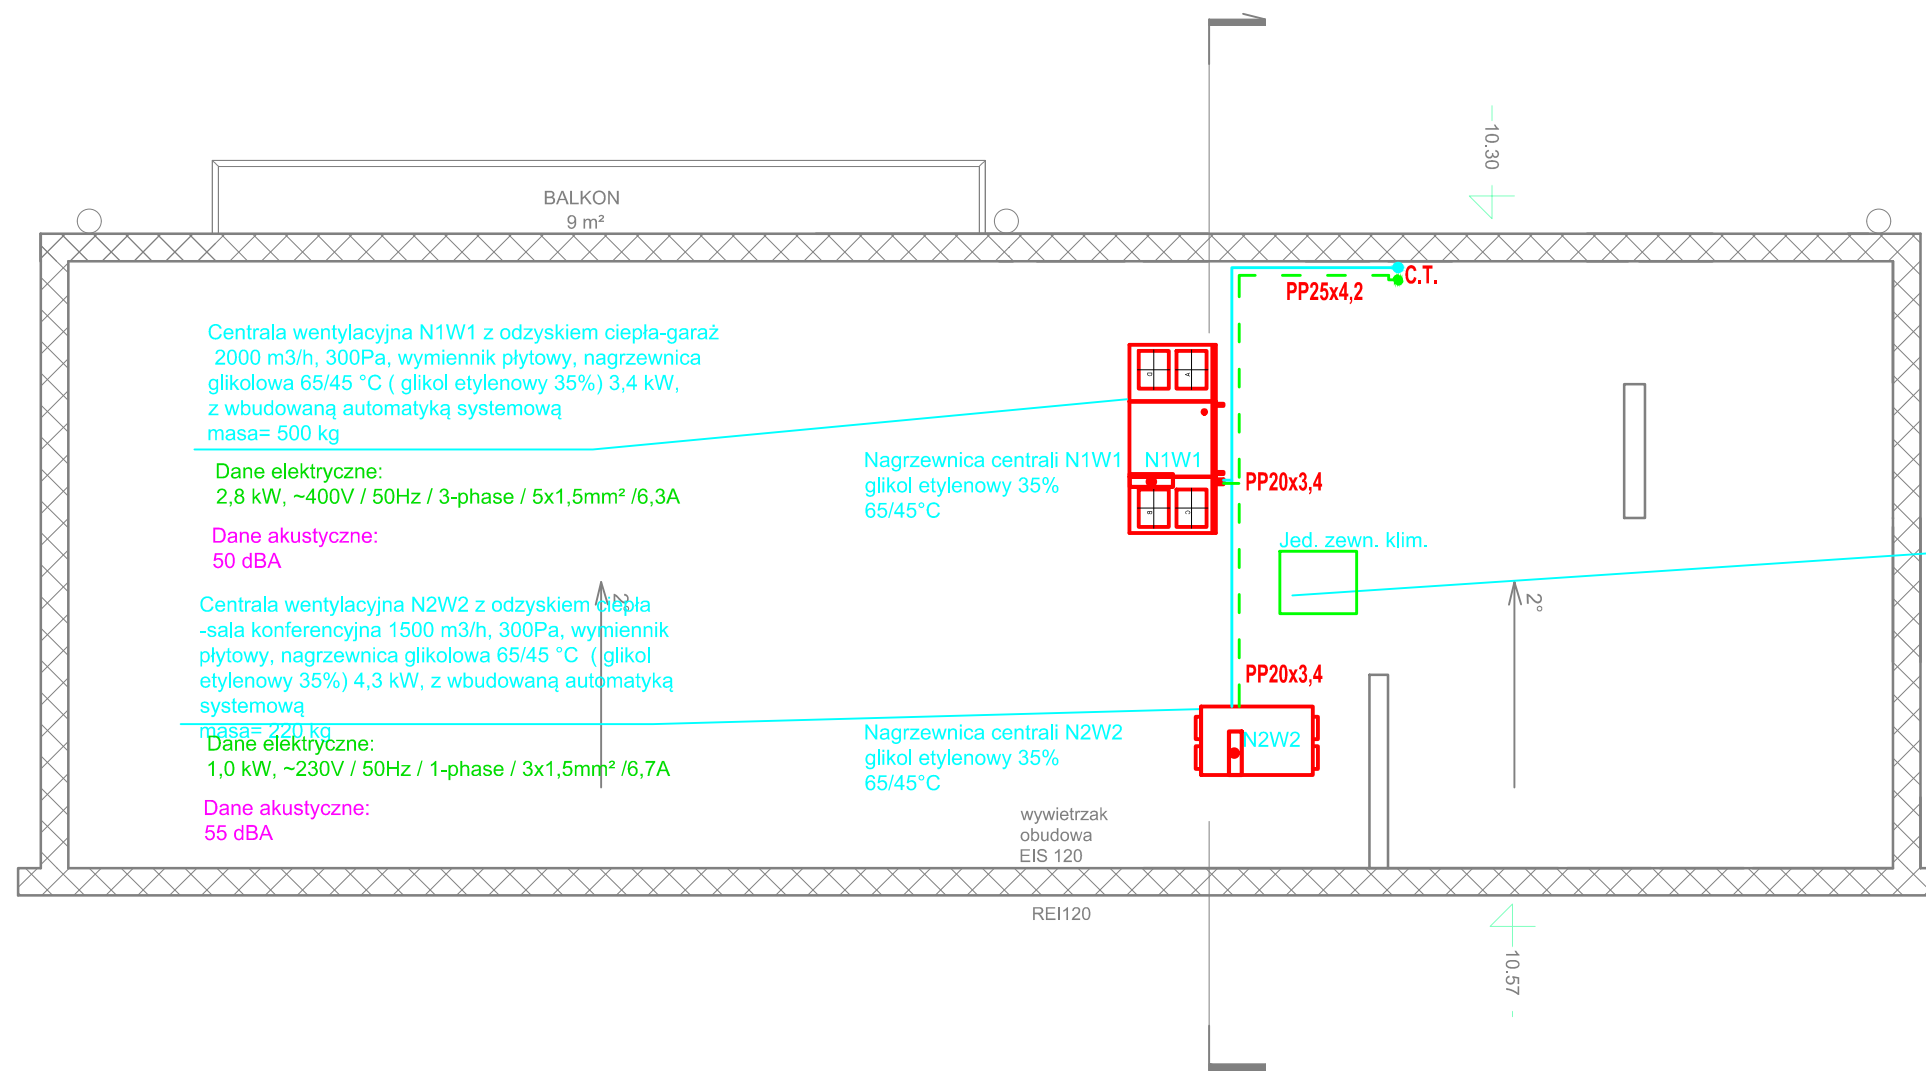 10.30
BALKON
9 m²
C.T.
PP25x4,2
Centrala wentylacyjna N1W1 z odzyskiem ciepła-garaż
2000 m3/h, 300Pa, wymiennik płytowy, nagrzewnica
glikolowa 65/45 °C ( glikol etylenowy 35%) 3,4 kW,
z wbudowaną automatyką systemową
masa= 500 kg
Dane elektryczne:
2,8 kW, ~400V / 50Hz / 3-phase / 5x1,5mm² /6,3A
Dane akustyczne:
50 dBA
Nagrzewnica centrali N1W1
glikol etylenowy 35%
65/45°C
N1W1
D
A
B
C
PP20x3,4
Jed. zewn. klim.
2°
2°
Centrala wentylacyjna N2W2 z odzyskiem ciepła
-sala konferencyjna 1500 m3/h, 300Pa, wymiennik
płytowy, nagrzewnica glikolowa 65/45 °C ( glikol
etylenowy 35%) 4,3 kW, z wbudowaną automatyką
systemową
masa= 220 kg
Dane elektryczne:
1,0 kW, ~230V / 50Hz / 1-phase / 3x1,5mm² /6,7A
Dane akustyczne:
55 dBA
PP20x3,4
Nagrzewnica centrali N2W2
glikol etylenowy 35%
65/45°C
N2W2
wywietrzak
obudowa
EIS 120
REI120
10.57